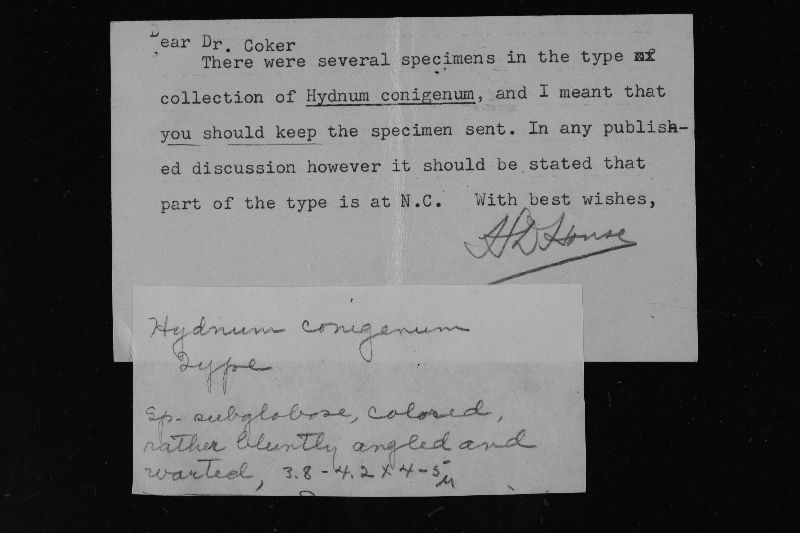 Dear Dr. Coker
There were several specimens in the type of
collection of Hydnum conigenum, and I meant that
you should keep the specimen sent. In any publish-
ed discussion however it should be stated that
part of the type is at N.C. With best wishes,
H D House
Hydnum conigenum
Type
Sp. subglobose, colored,
rather bluntly angled and
warted, 3.8-4.2 x 4-5µ